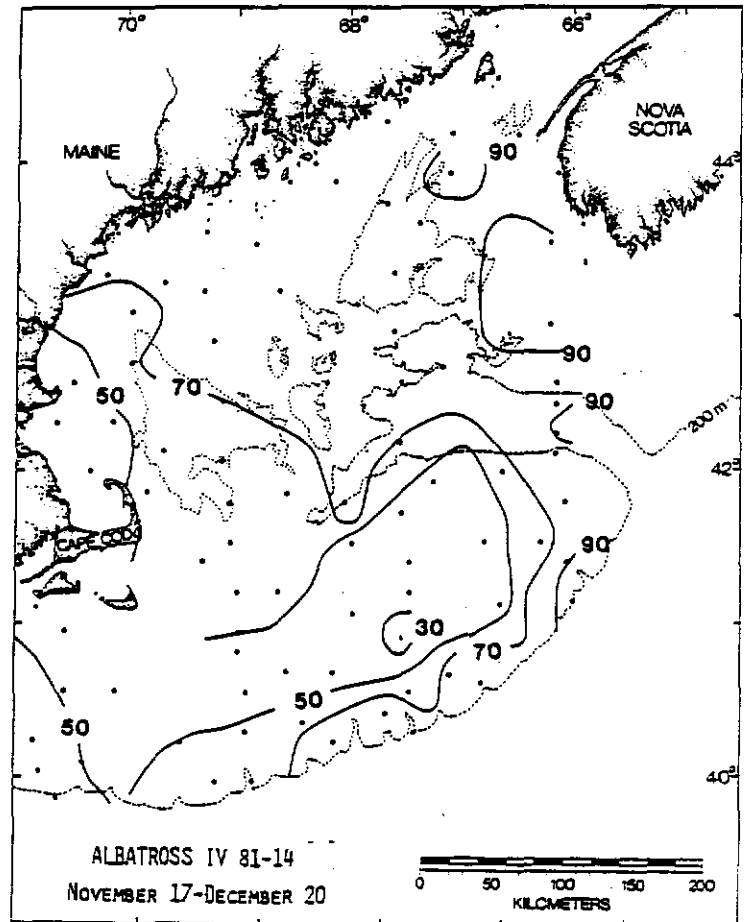 70° 68° 66°
MAINE
NOVA
SCOTIA
44°
90
90
50
70
90
200 m
42°
CAPE COD
90
30
70
50
50
40°
ALBATROSS IV 81-14
NOVEMBER 17-DECEMBER 20
0 50 100 150 200
KILOMETERS